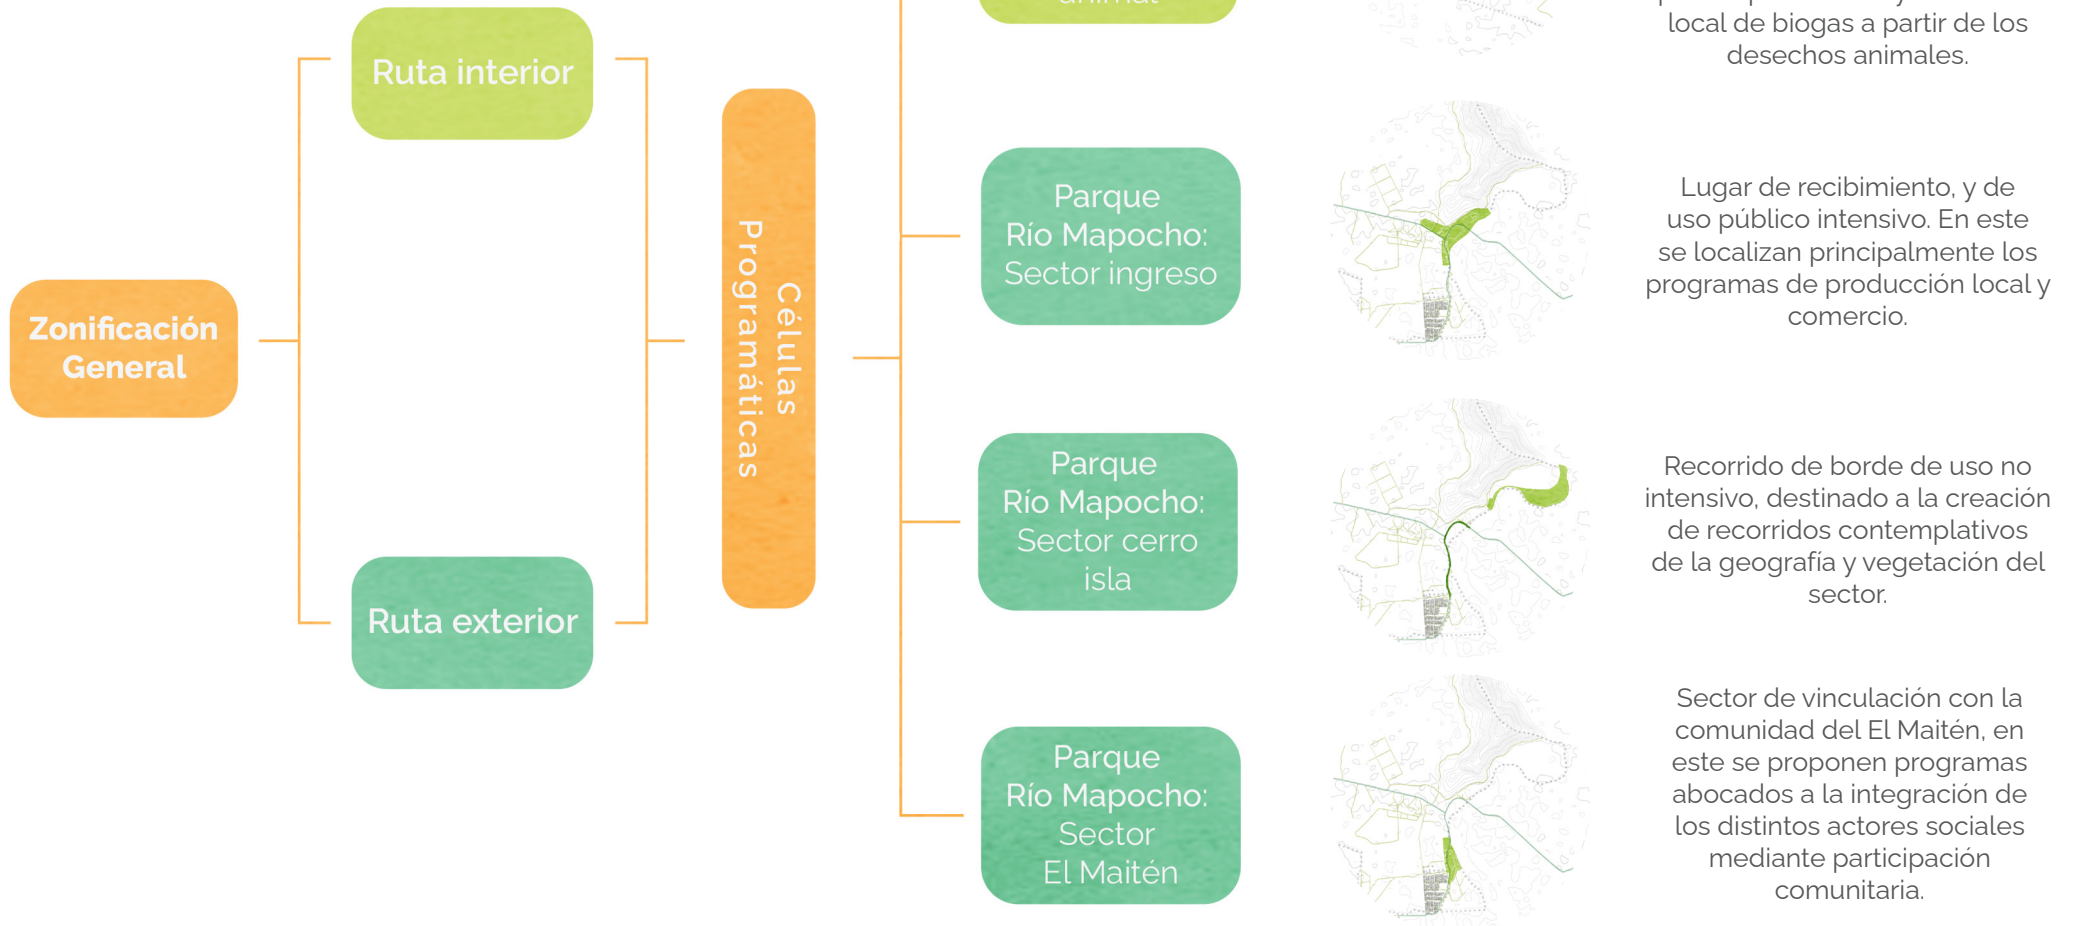 Zonificación
General
Ruta interior
Ruta exterior
Células
Programáticas
animal
local de biogas a partir de los
desechos animales.
Parque
Río Mapocho:
Sector ingreso
Lugar de recibimiento, y de
uso público intensivo. En este
se localizan principalmente los
programas de producción local y
comercio.
Parque
Río Mapocho:
Sector cerro
isla
Recorrido de borde de uso no
intensivo, destinado a la creación
de recorridos contemplativos
de la geografía y vegetación del
sector.
Parque
Río Mapocho:
Sector
El Maitén
Sector de vinculación con la
comunidad del El Maitén, en
este se proponen programas
abocados a la integración de
los distintos actores sociales
mediante participación
comunitaria.